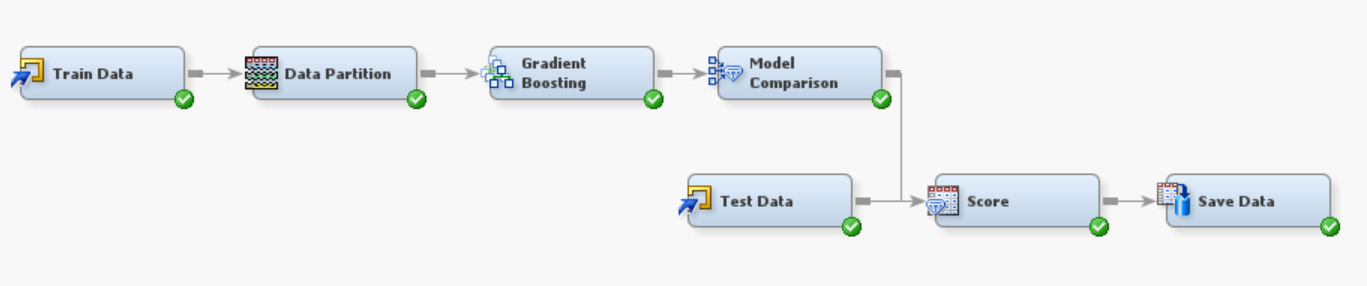 Train Data
Data Partition
Gradient
Boosting
Model
Comparison
Test Data
Score
Save Data